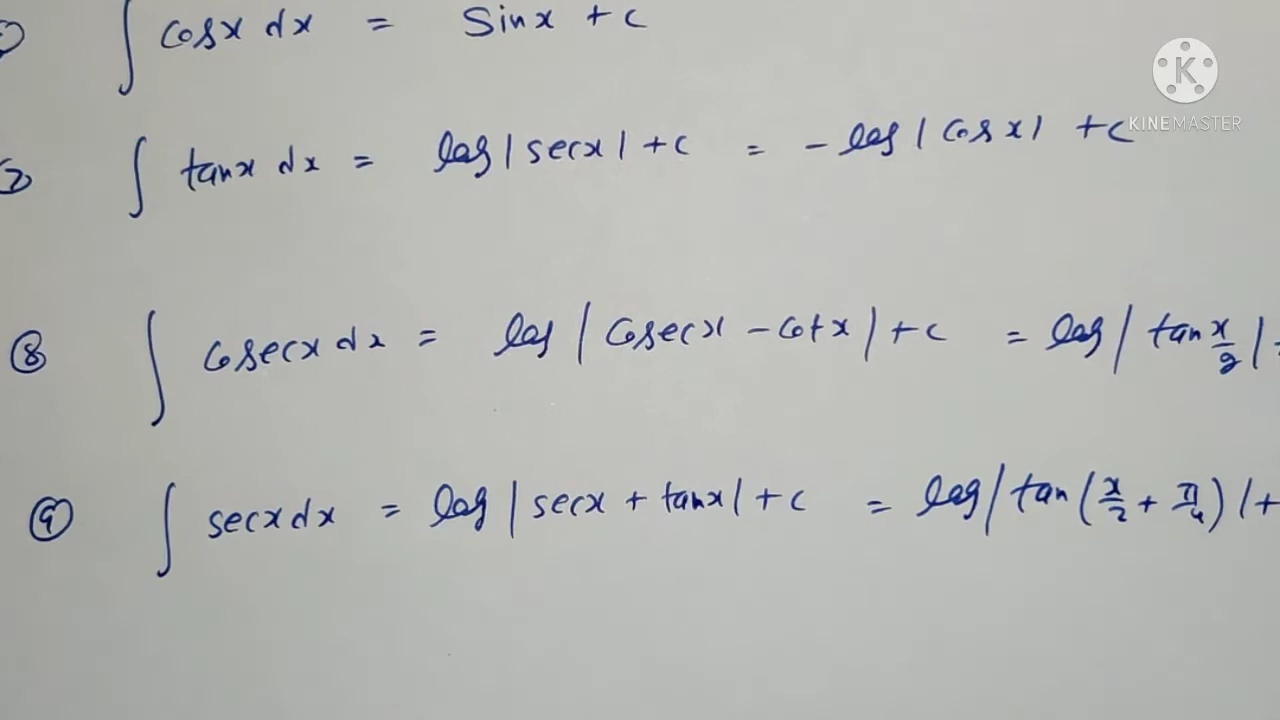 ∫ cosx dx = Sinx + c
K
KINEMASTER
∫ tanx dx = log|secx| + c = - log|cosx| + c
⑧ ∫ cosecx dx = log|cosecx - cotx| + c = log|tan x/2| +
⑨ ∫ secx dx = log|secx + tanx| + c = log|tan(x/2 + π/4)| +